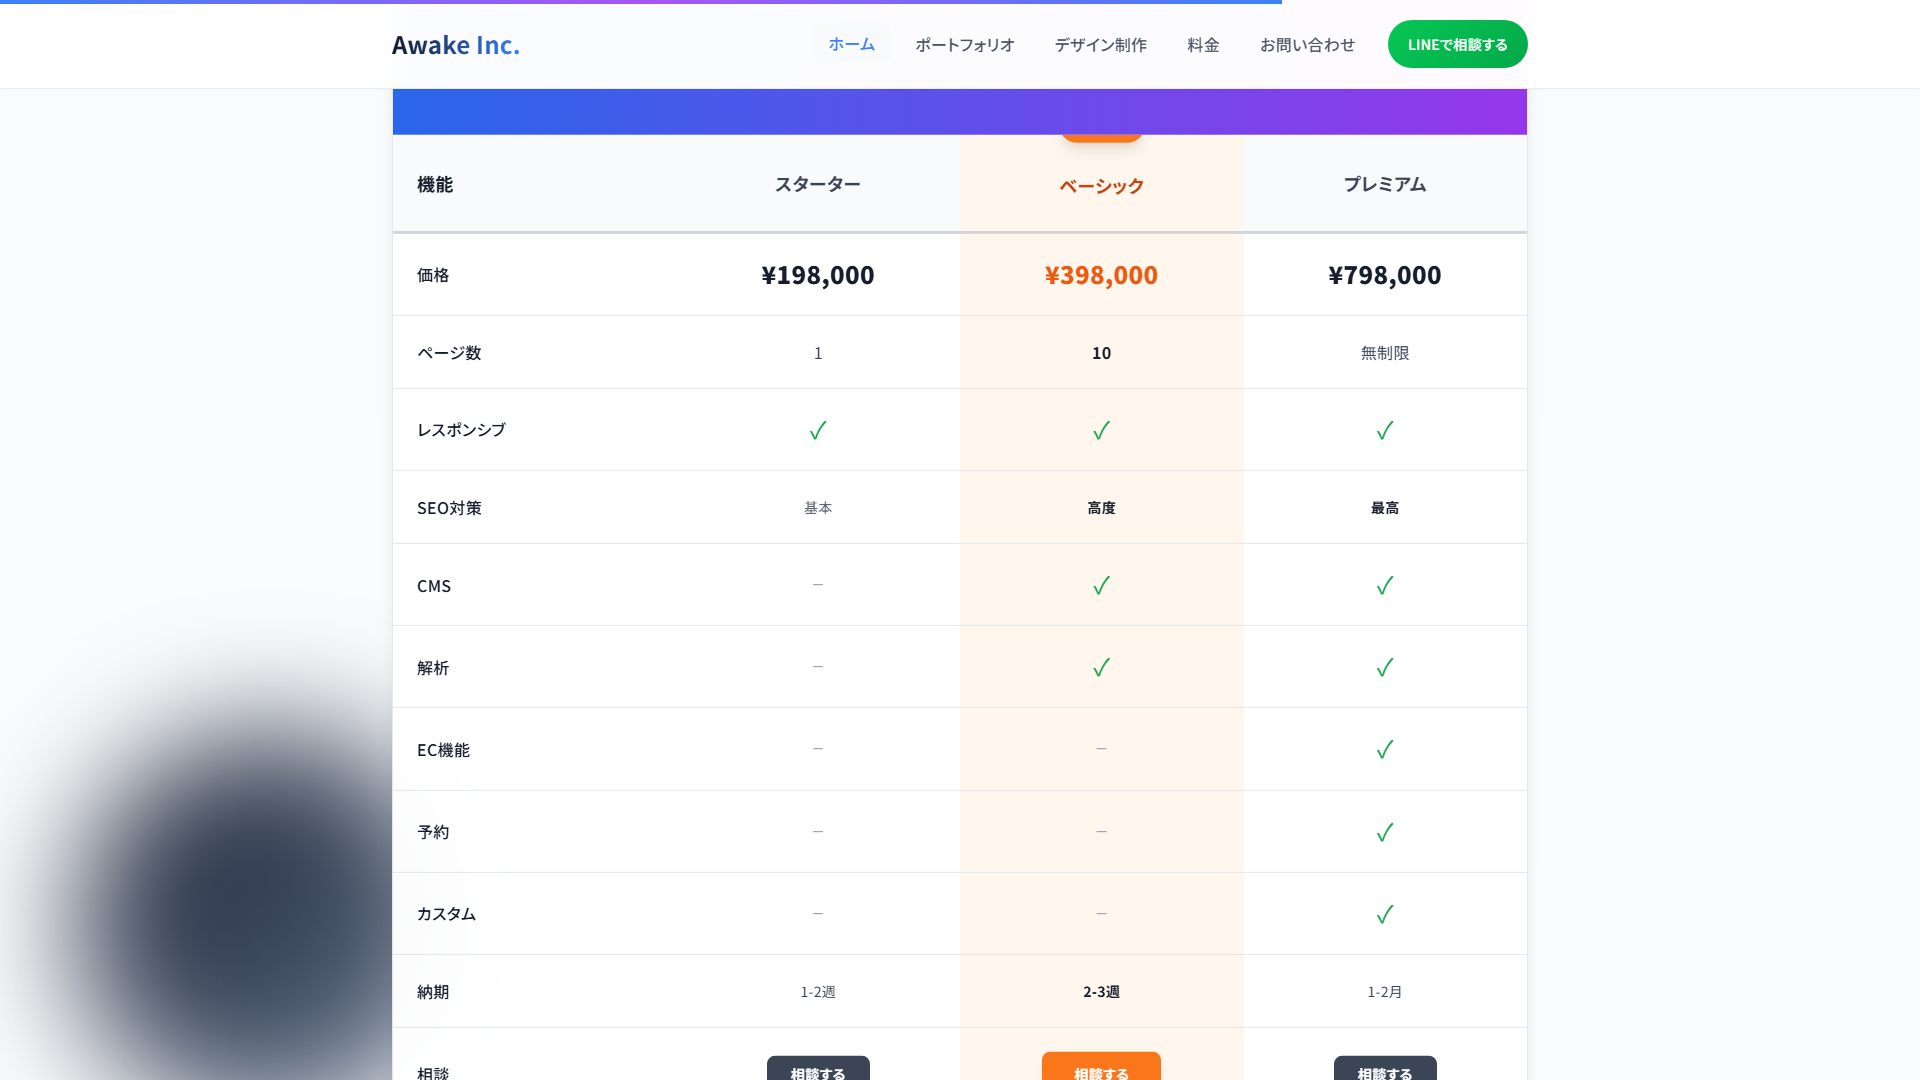 Awake Inc. ホーム ポートフォリオ デザイン制作 料金 お問い合わせ LINEで相談する
機能 スターター ベーシック プレミアム
価格 ¥198,000 ¥398,000 ¥798,000
ページ数 1 10 無制限
レスポンシブ ✓ ✓ ✓
SEO対策 基本 高度 最高
CMS – ✓ ✓
解析 – ✓ ✓
EC機能 – – ✓
予約 – – ✓
カスタム – – ✓
納期 1-2週 2-3週 1-2月
相談 相談する 相談する 相談する